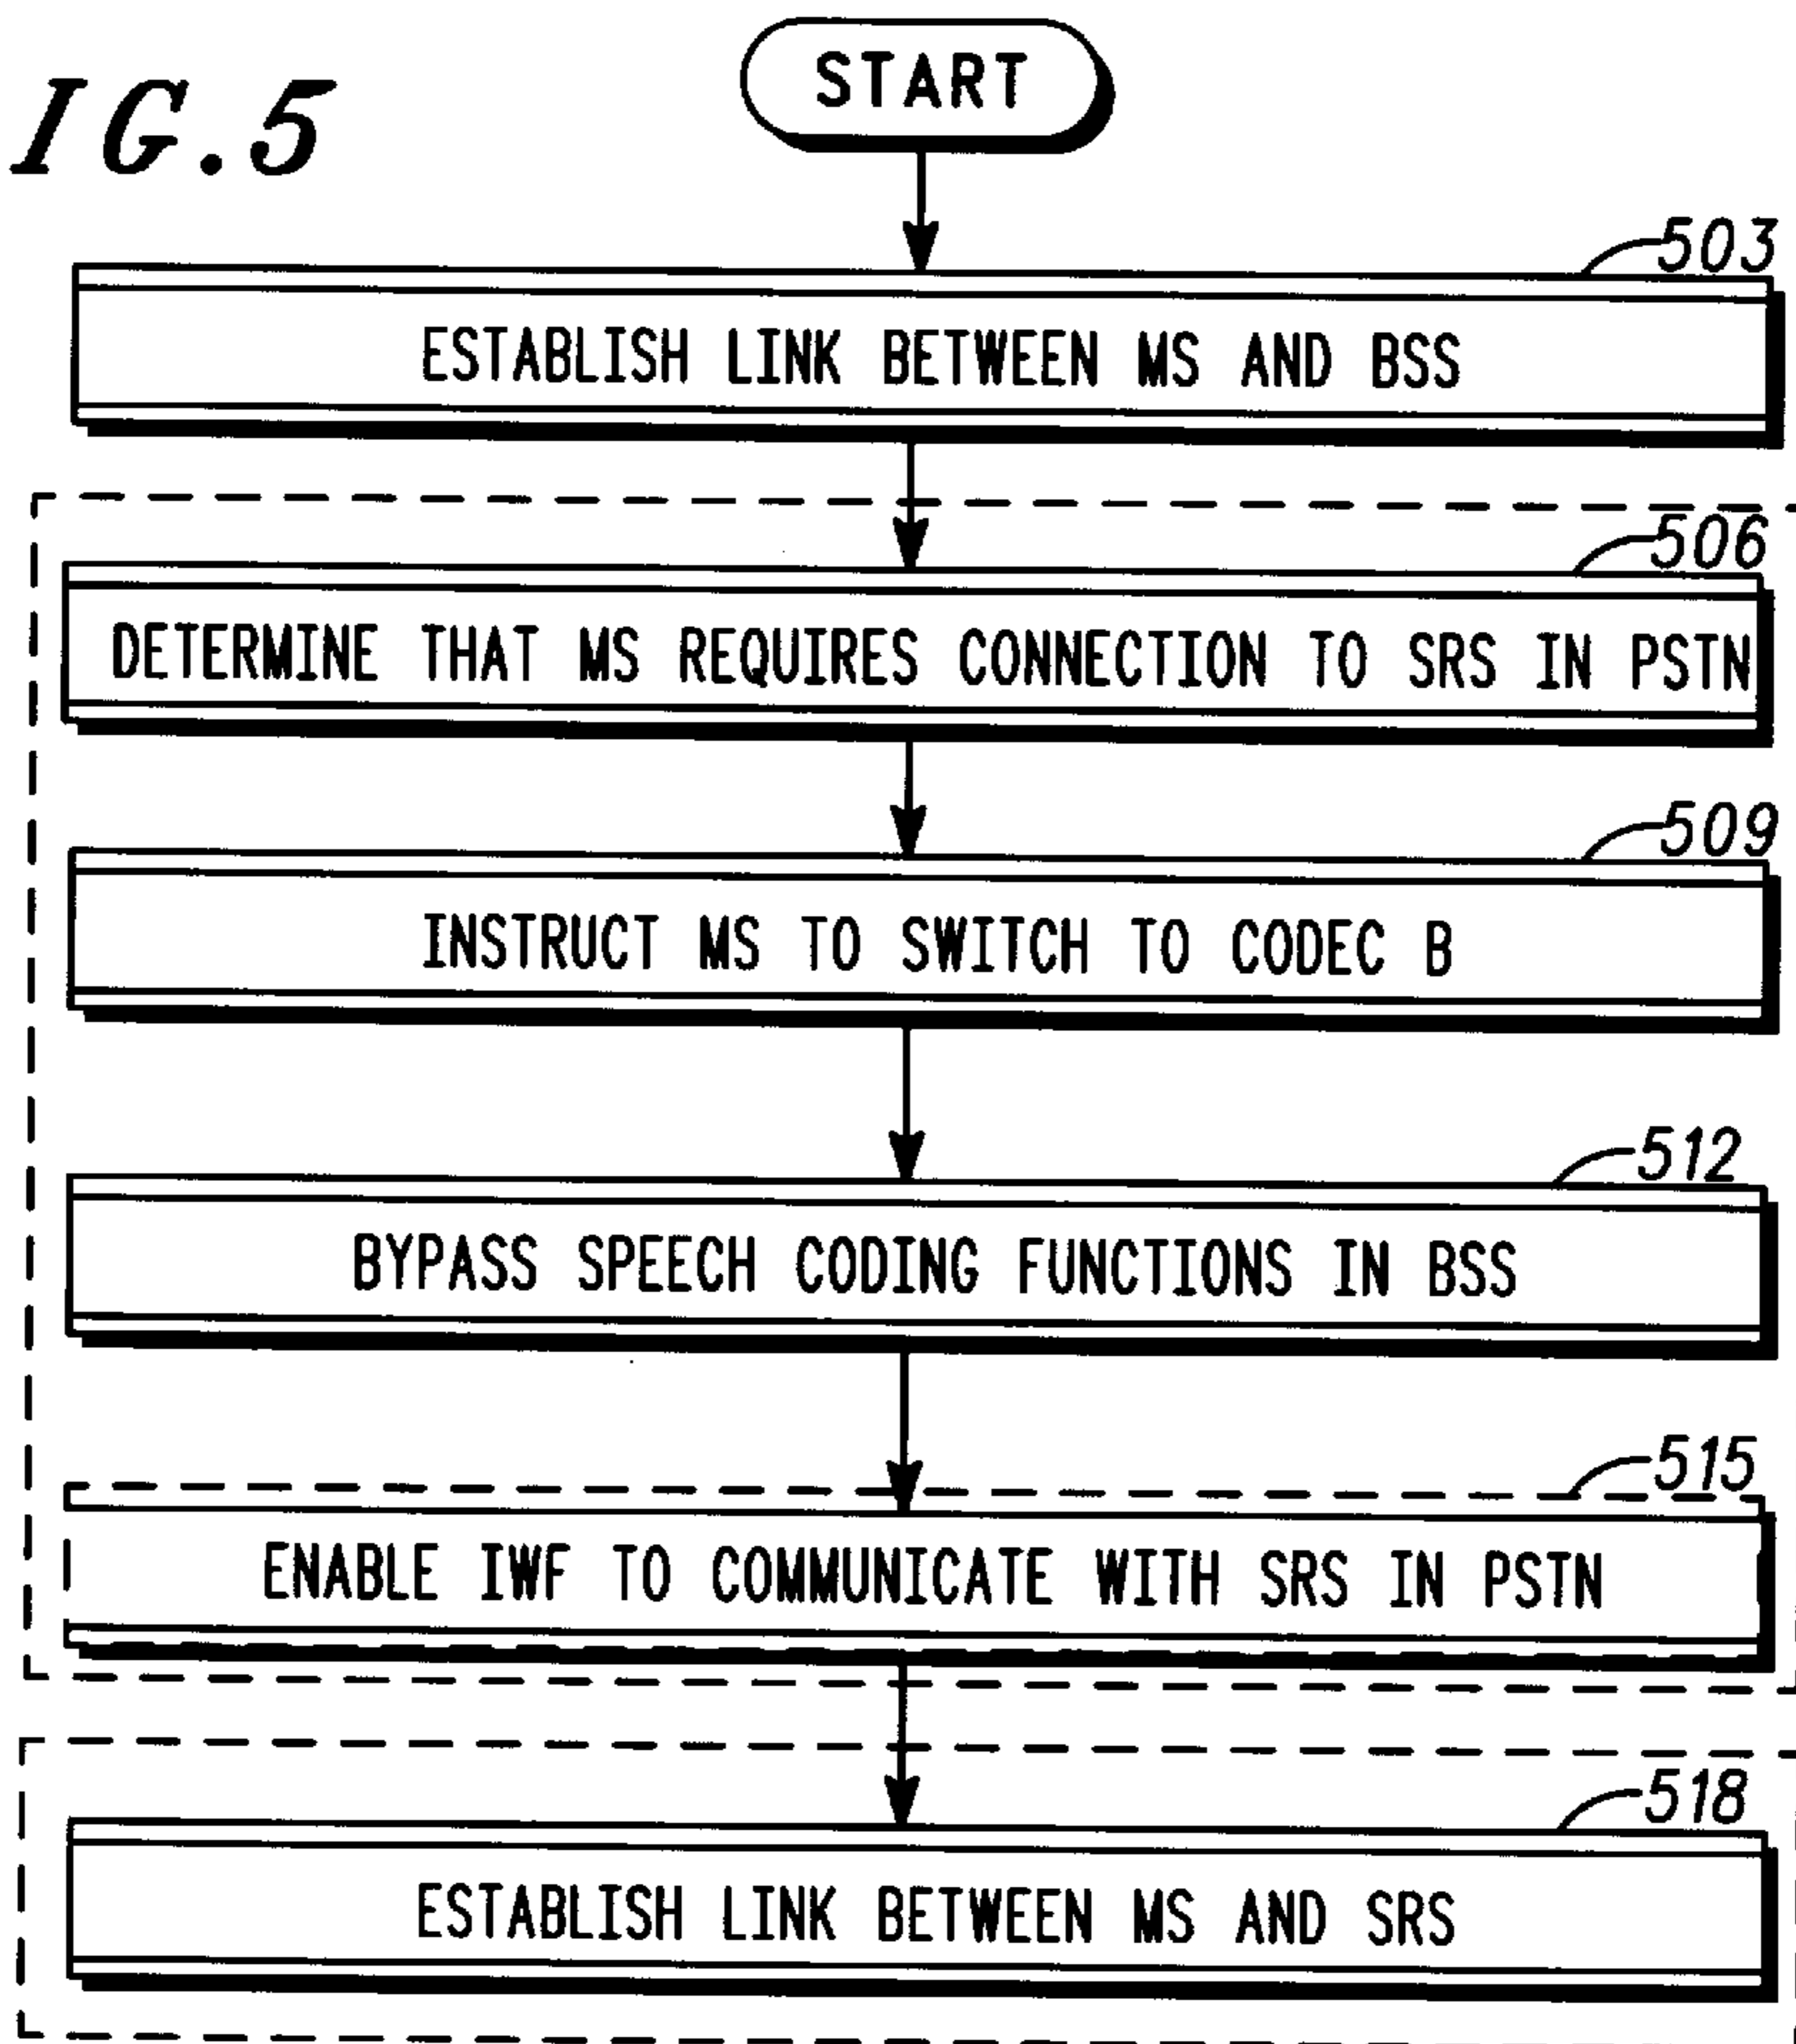 IG.5
START
503
ESTABLISH LINK BETWEEN MS AND BSS
506
DETERMINE THAT MS REQUIRES CONNECTION TO SRS IN PSTN
509
INSTRUCT MS TO SWITCH TO CODEC B
512
BYPASS SPEECH CODING FUNCTIONS IN BSS
515
ENABLE IWF TO COMMUNICATE WITH SRS IN PSTN
518
ESTABLISH LINK BETWEEN MS AND SRS